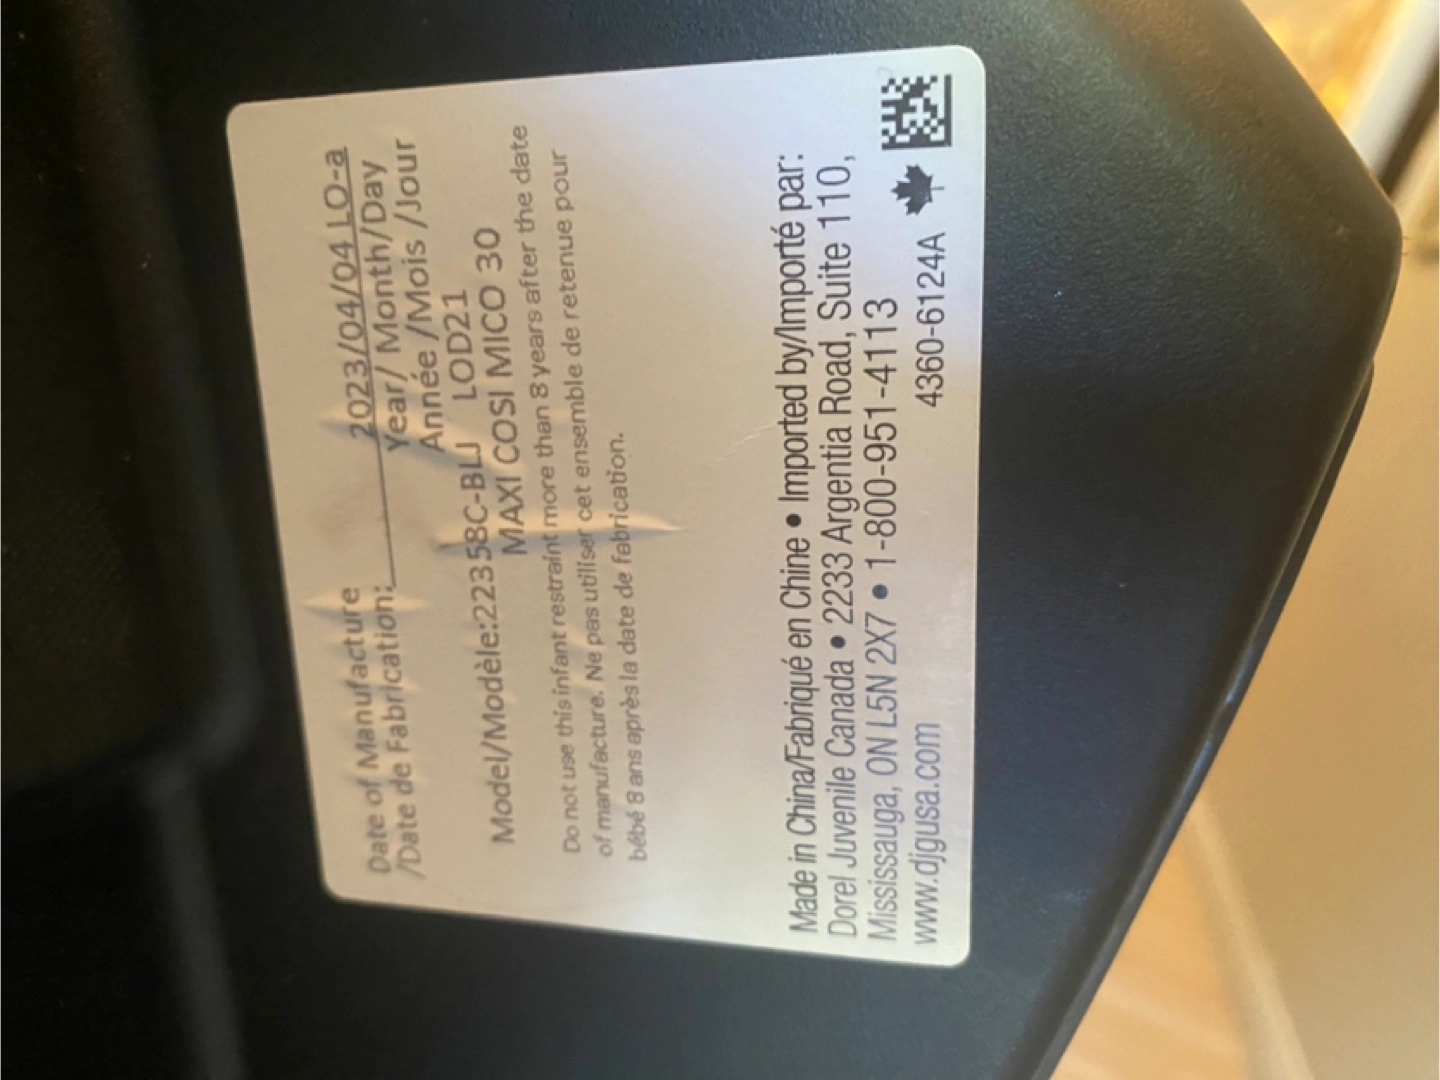 Date of Manufacture
/Date de Fabrication: 2023/04/04 LO-a
Year/ Month/Day
Année /Mois /Jour
Model/Modèle:22358C-BLJ LOD21
MAXI COSI MICO 30
Do not use this infant restraint more than 8 years after the date
of manufacture. Ne pas utiliser cet ensemble de retenue pour
bébé 8 ans après la date de fabrication.
Made in China/Fabriqué en Chine • Imported by/Importé par:
Dorel Juvenile Canada • 2233 Argentia Road, Suite 110,
Mississauga, ON L5N 2X7 • 1-800-951-4113
www.djgusa.com 4360-6124A